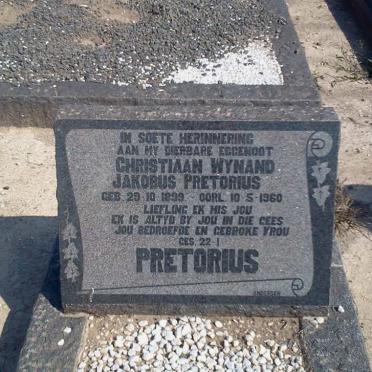 IN SOETE HERINNERING
AAN MY DIERBARE EGGENOOT
CHRISTIAAN WYNAND
JAKOBUS PRETORIUS
GEB. 29-10-1899 - OORL. 10-5-1960
LIEFLING EK MIS JOU
EK IS ALTYD BY JOU IN DIE GEES
JOU BEDROEFDE EN GEBROKE VROU
GES. 22-1
PRETORIUS
ANDERSEN